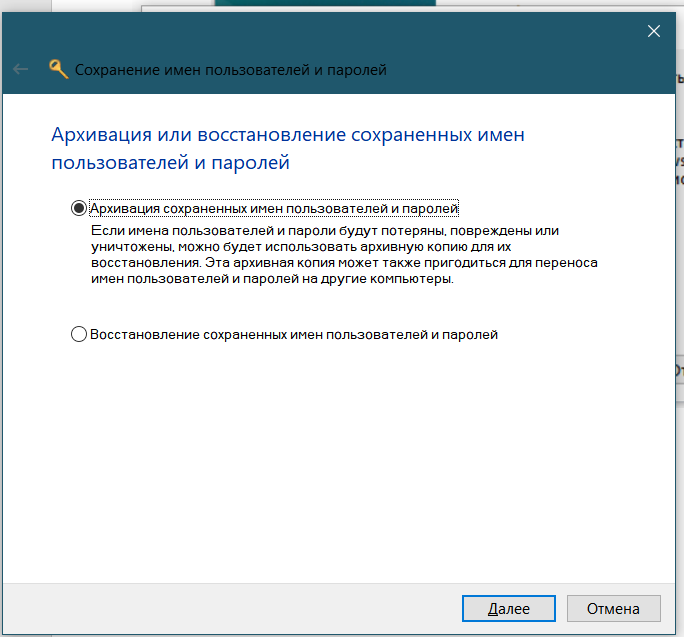 Сохранение имен пользователей и паролей
Архивация или восстановление сохраненных имен
пользователей и паролей
Архивация сохраненных имен пользователей и паролей
Если имена пользователей и пароли будут потеряны, повреждены или
уничтожены, можно будет использовать архивную копию для их
восстановления. Эта архивная копия может также пригодиться для переноса
имен пользователей и паролей на другие компьютеры.
Восстановление сохраненных имен пользователей и паролей
Далее
Отмена